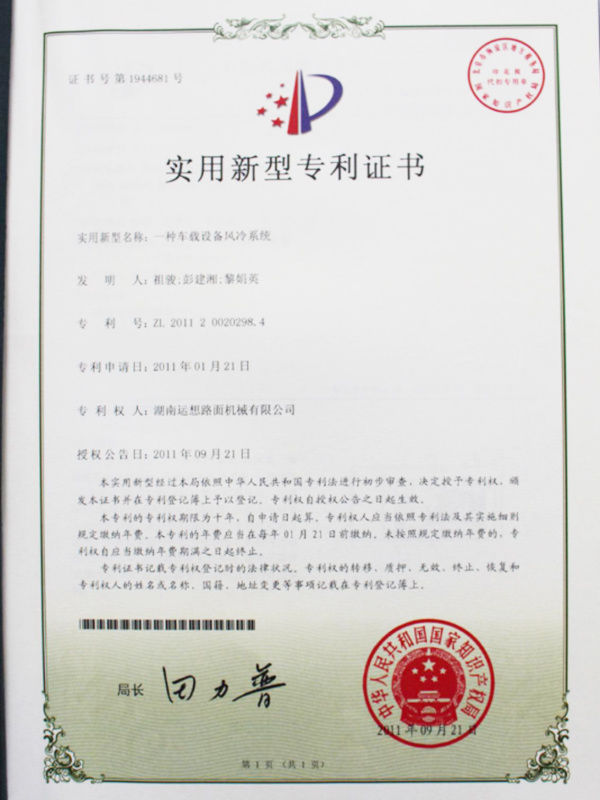 证书号第1944681号
印花税
代扣专用章
国家知识产权局
实用新型专利证书
实用新型名称：一种车载设备风冷系统
发明人：祖骏;彭建湘;黎娟英
专利号：ZL 2011 2 0020298.4
专利申请日：2011年01月21日
专利权人：湖南运想路面机械有限公司
授权公告日：2011年09月21日
本实用新型经过本局依照中华人民共和国专利法进行初步审查，决定授予专利权，颁
发本证书并在专利登记簿上予以登记。专利权自授权公告之日起生效。
本专利的专利权期限为十年，自申请日起算。专利权人应当依照专利法及其实施细则
规定缴纳年费。本专利的年费应当在每年01月21日前缴纳。未按照规定缴纳年费的，专
利权自应当缴纳年费期满之日起终止。
专利证书记载专利权登记时的法律状况。专利权的转移、质押、无效、终止、恢复和
专利权人的姓名或名称、国籍、地址变更等事项记载在专利登记簿上。
局长 田力普
中华人民共和国国家知识产权局
2011年09月21日
第1页（共1页）